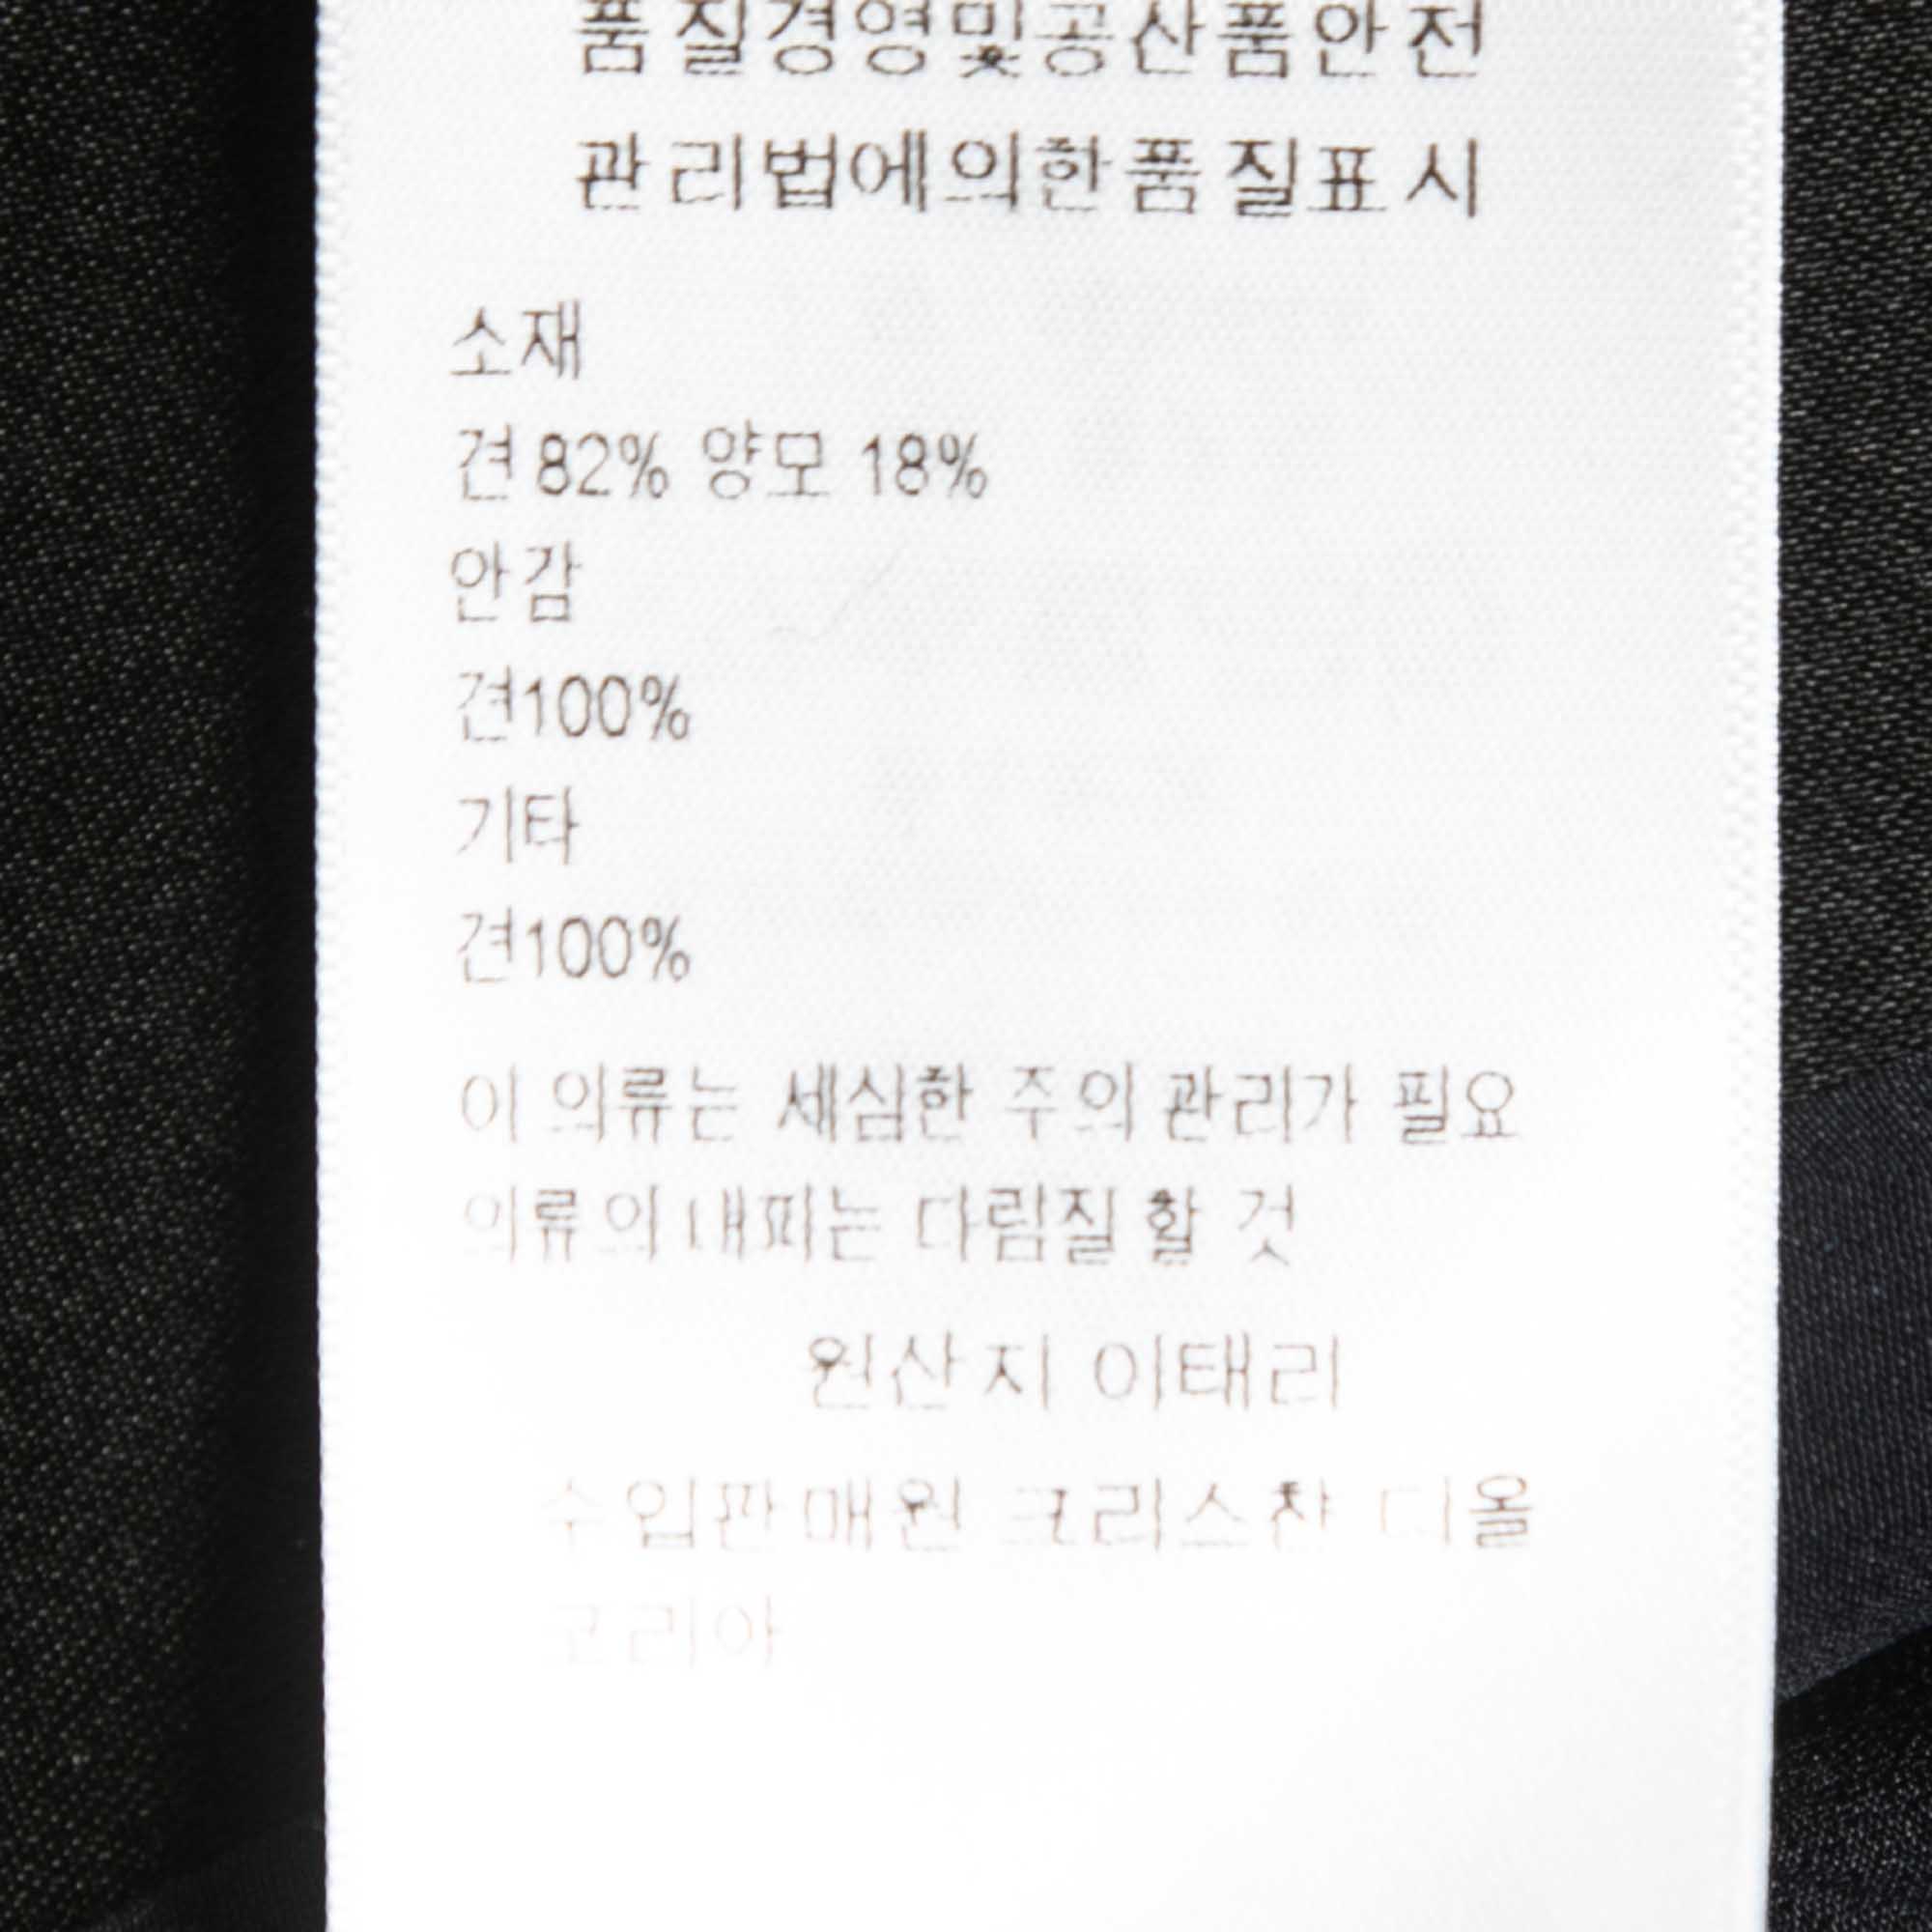 품질경영및공산품안전
관리법에의한품질표시
소재
견 82% 양모 18%
안감
견100%
기타
견100%
이 의류는 세심한 주의 관리가 필요
의류의 내피는 다림질 할 것
원산지 이태리
수입판매원 크리스찬 디올
코리아